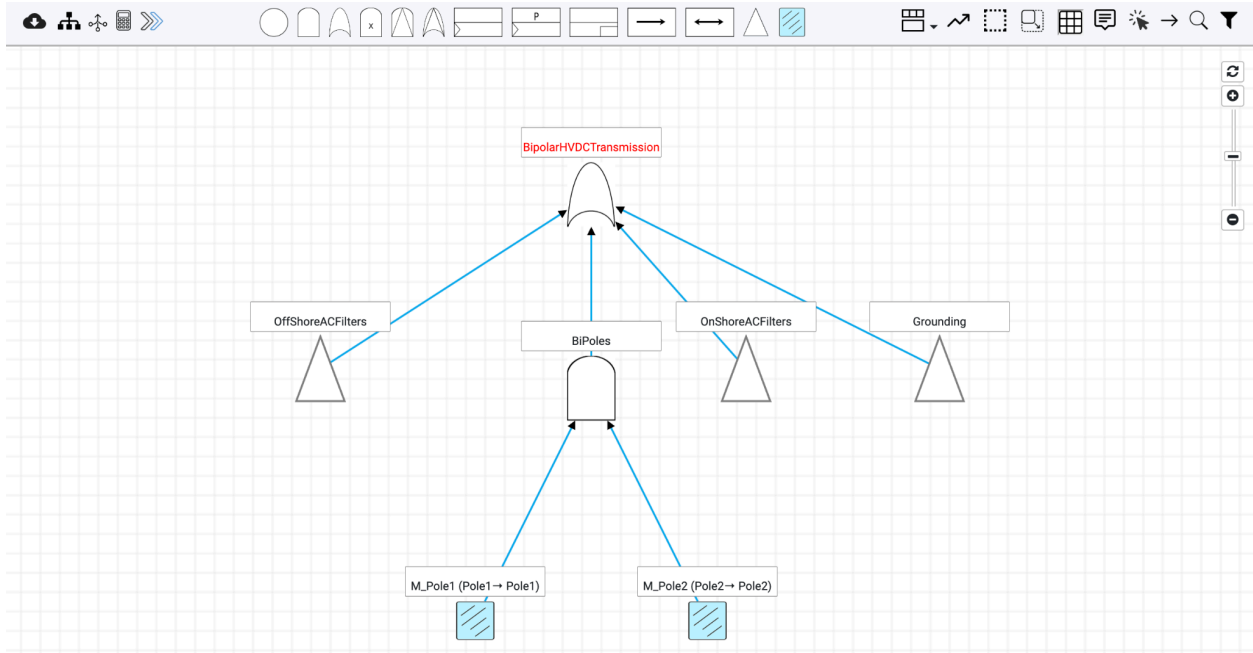 x
P
BipolarHVDCTransmission
OffShoreACFilters
BiPoles
OnShoreACFilters
Grounding
M_Pole1 (Pole1→ Pole1)
M_Pole2 (Pole2→ Pole2)